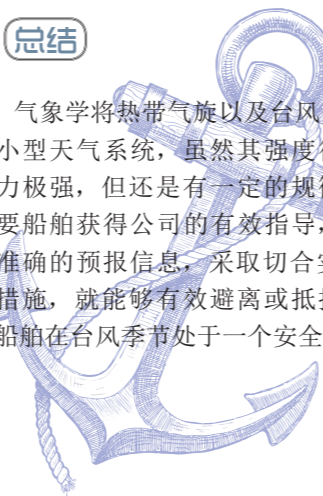 总结
气象学将热带气旋以及台风
小型天气系统，虽然其强度
力极强，但还是有一定的规
要船舶获得公司的有效指导，
准确的预报信息，采取切合
措施，就能够有效避离或抵
船舶在台风季节处于一个安全